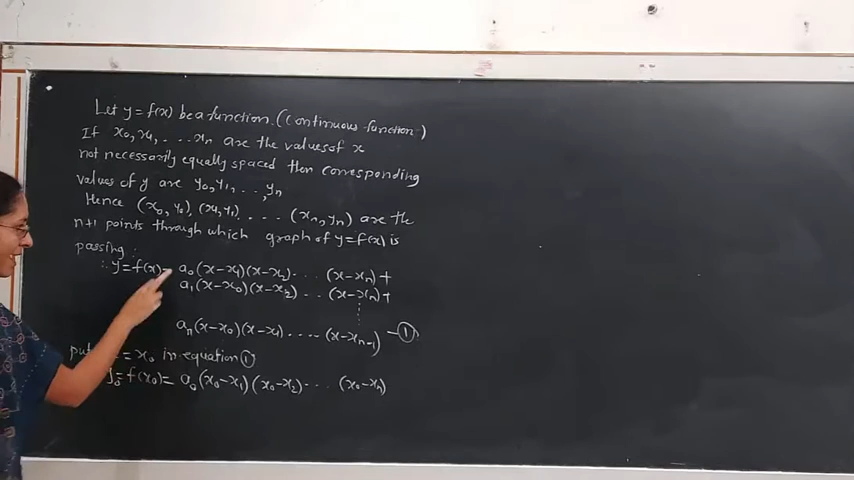 Let y = f(x) be a function. (Continuous function)
If x₀, x₁, ... xₙ are the values of x
not necessarily equally spaced then corresponding
values of y are y₀, y₁, ..., yₙ
Hence (x₀, y₀), (x₁, y₁), .... (xₙ, yₙ) are the
n+1 points through which graph of y = f(x) is
passing.
∴ y = f(x) = a₀(x-x₁)(x-x₂).... (x-xₙ) +
a₁(x-x₀)(x-x₂) ... (x-xₙ) +
aₙ(x-x₀)(x-x₁) .... (x-xₙ₋₁) — ①
put = x₀ in equation ①
y₀ = f(x₀) = a₀(x₀-x₁)(x₀-x₂).... (x₀-xₙ)